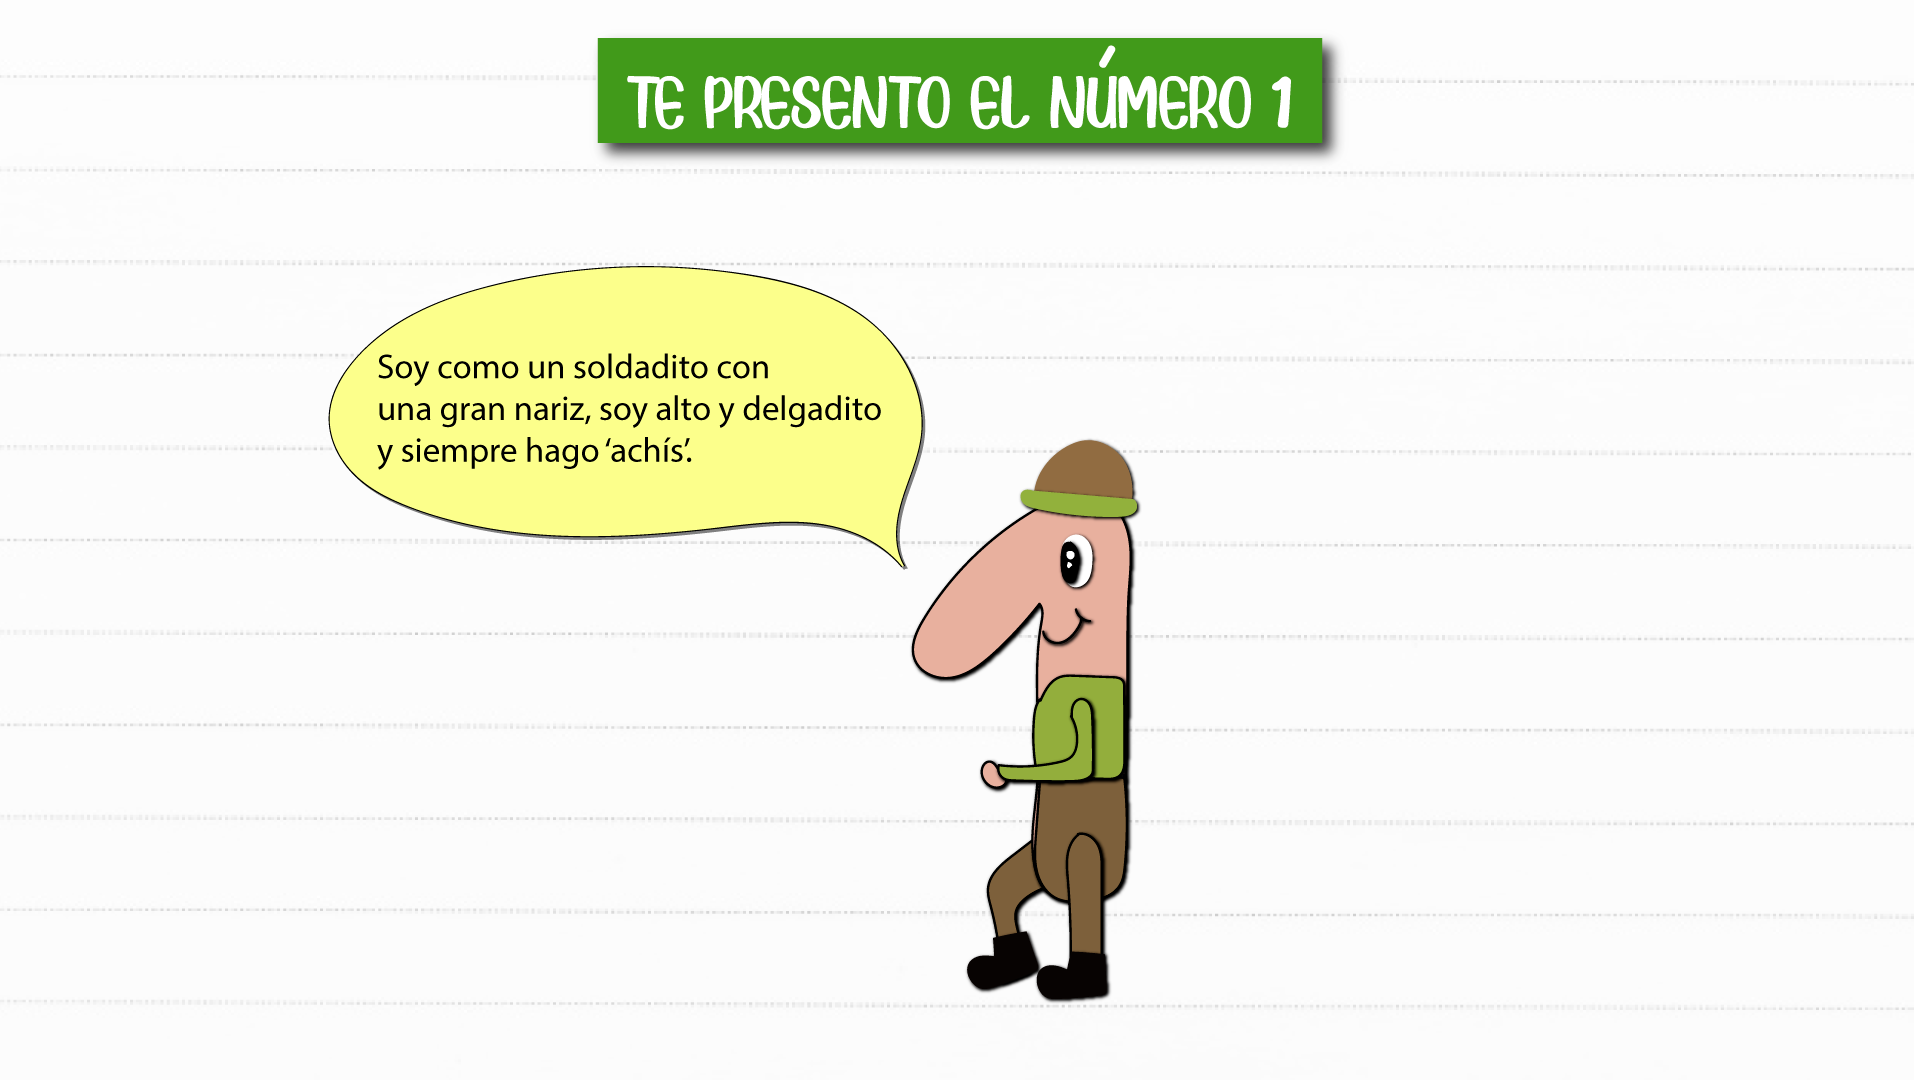 TE PRESENTO EL NÚMERO 1
Soy como un soldadito con
una gran nariz, soy alto y delgadito
y siempre hago ‘achís’.